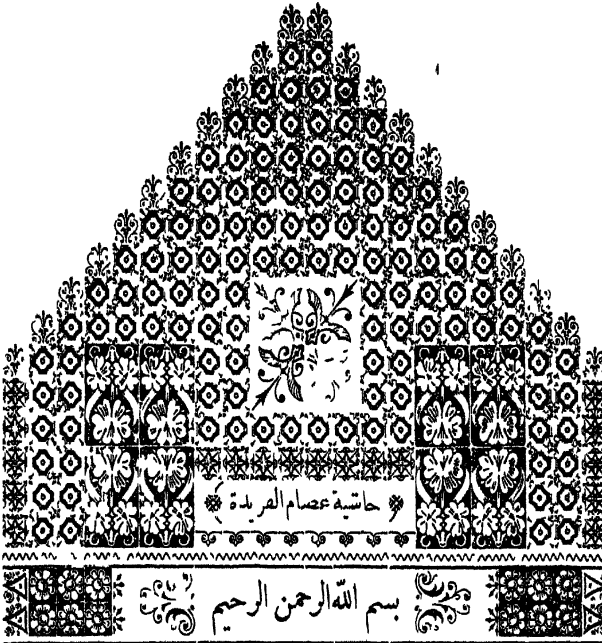 ﴿ حاشية عصام الفريدة ﴾
بسم الله الرحمن الرحيم